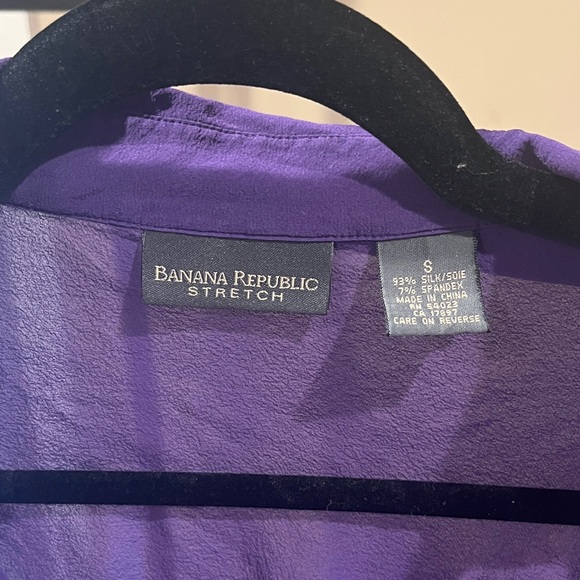 BANANA REPUBLIC
STRETCH
S
93% SILK/SOIE
7% SPANDEX
MADE IN CHINA
RN 54023
CA 17897
CARE ON REVERSE